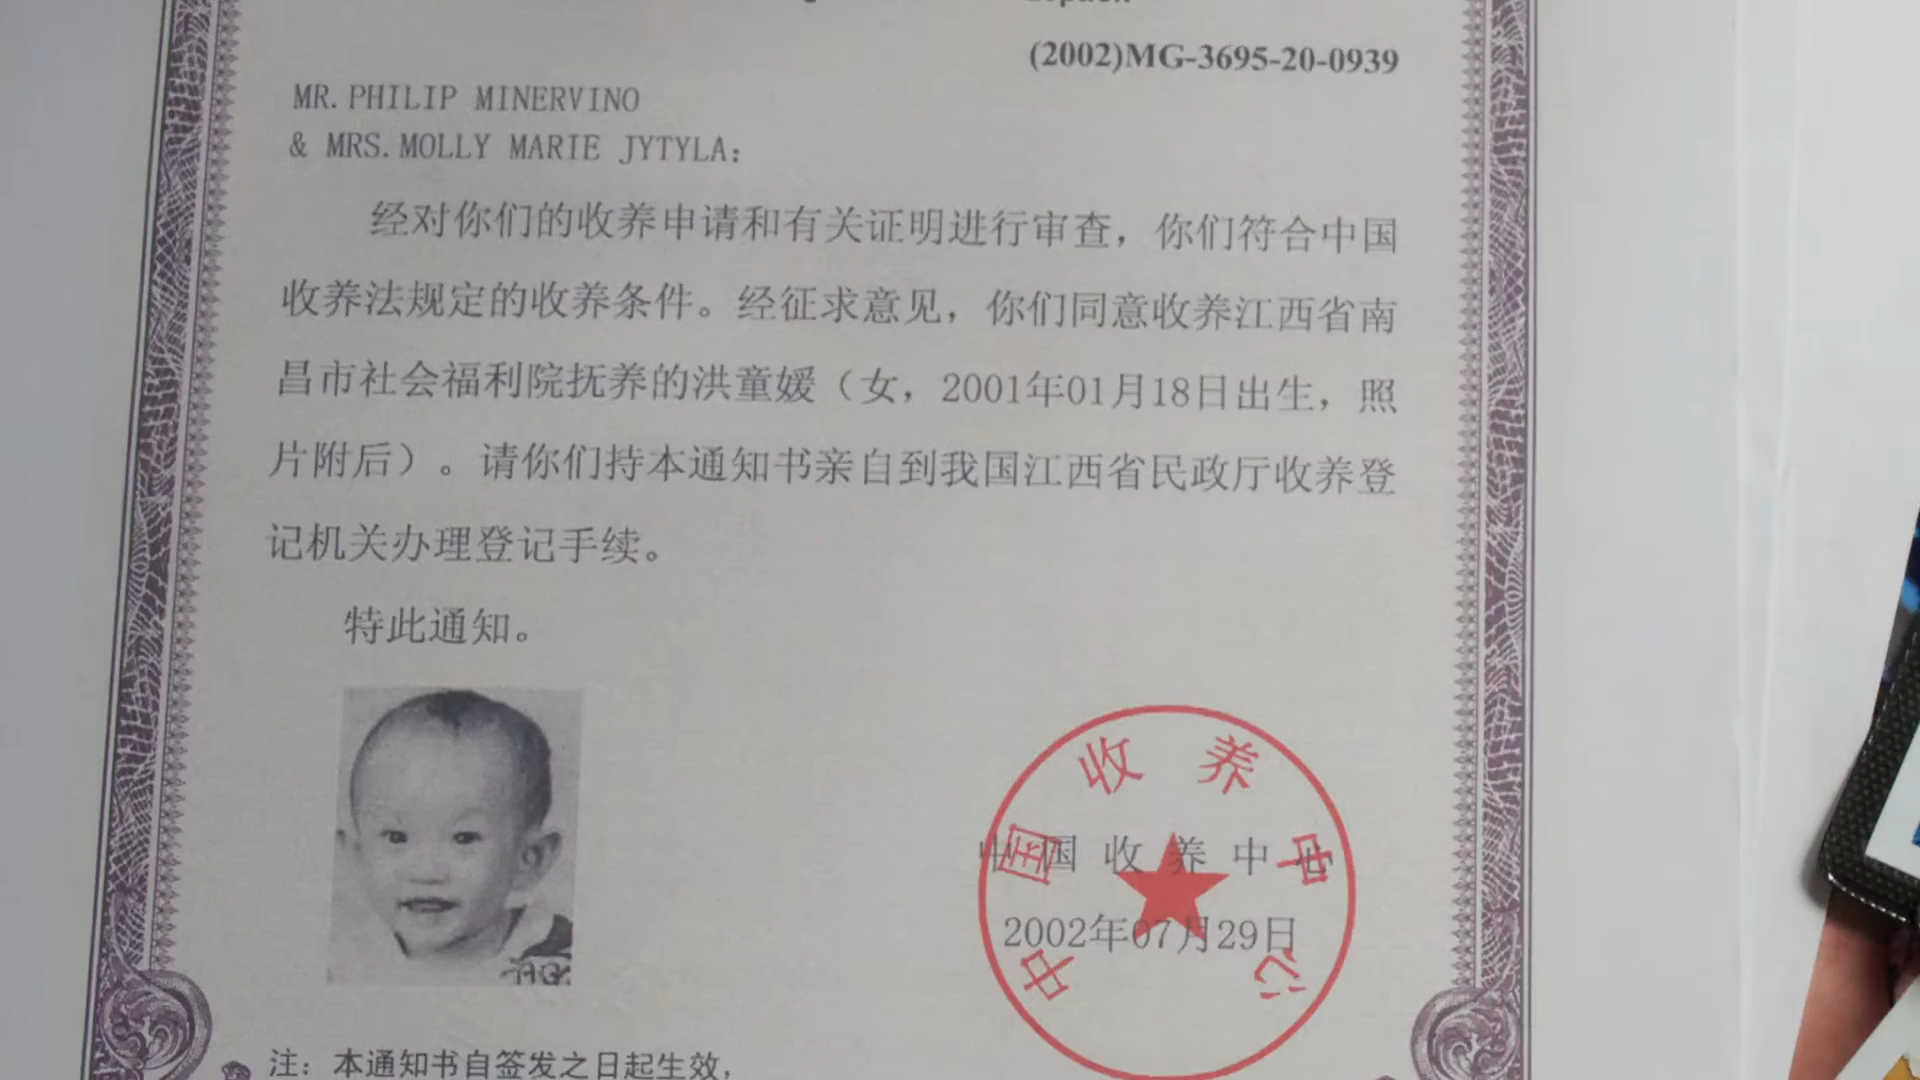 (2002)MG-3695-20-0939
MR.PHILIP MINERVINO
& MRS.MOLLY MARIE JYTYLA:
经对你们的收养申请和有关证明进行审查，你们符合中国
收养法规定的收养条件。经征求意见，你们同意收养江西省南
昌市社会福利院抚养的洪童媛（女，2001年01月18日出生，照
片附后）。请你们持本通知书亲自到我国江西省民政厅收养登
记机关办理登记手续。
特此通知。
中国收养中心
中国收养中心
2002年07月29日
注：本通知书自签发之日起生效，